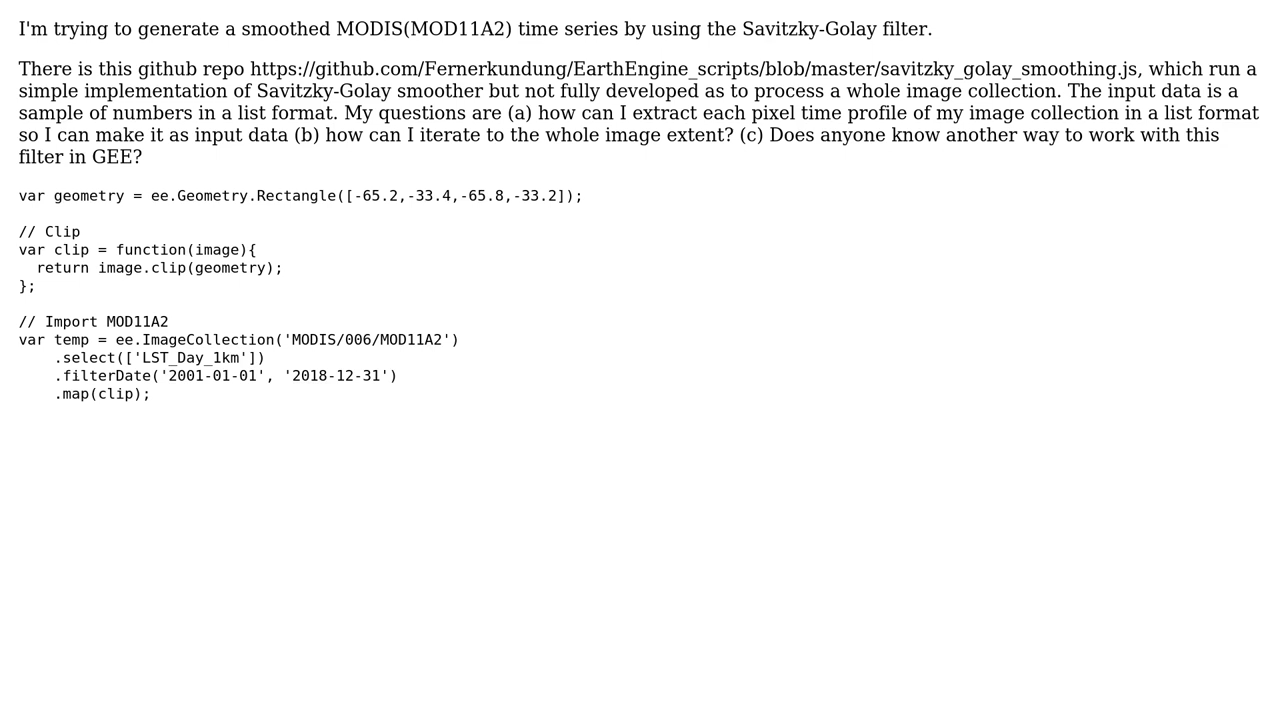 I'm trying to generate a smoothed MODIS(MOD11A2) time series by using the Savitzky-Golay filter.
There is this github repo https://github.com/Fernerkundung/EarthEngine_scripts/blob/master/savitzky_golay_smoothing.js, which run a
simple implementation of Savitzky-Golay smoother but not fully developed as to process a whole image collection. The input data is a
sample of numbers in a list format. My questions are (a) how can I extract each pixel time profile of my image collection in a list format
so I can make it as input data (b) how can I iterate to the whole image extent? (c) Does anyone know another way to work with this
filter in GEE?
var geometry = ee.Geometry.Rectangle([-65.2,-33.4,-65.8,-33.2]);
// Clip
var clip = function(image){
  return image.clip(geometry);
};
// Import MOD11A2
var temp = ee.ImageCollection('MODIS/006/MOD11A2')
    .select(['LST_Day_1km'])
    .filterDate('2001-01-01', '2018-12-31')
    .map(clip);